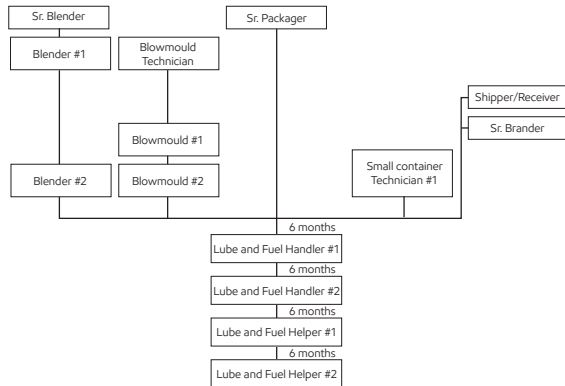 Sr. Blender
Sr. Packager
Blender #1
Blowmould
Technician
Shipper/Receiver
Sr. Brander
Blowmould #1
Small container
Technician #1
Blender #2
Blowmould #2
6 months
Lube and Fuel Handler #1
6 months
Lube and Fuel Handler #2
6 months
Lube and Fuel Helper #1
6 months
Lube and Fuel Helper #2